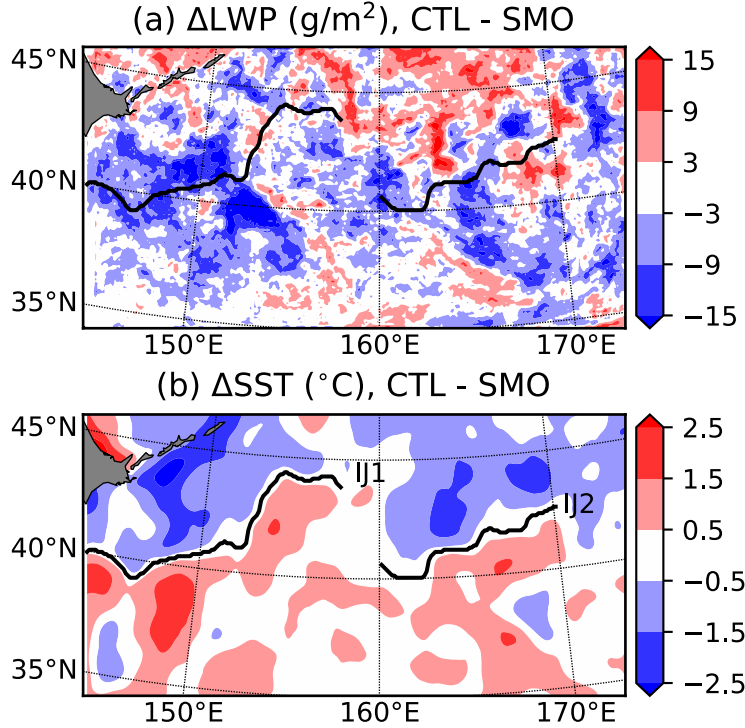 (a) ΔLWP (g/m²), CTL - SMO
45°N
40°N
35°N
150°E 160°E 170°E
15
9
3
−3
−9
−15
(b) ΔSST (°C), CTL - SMO
45°N
40°N
35°N
IJ1
IJ2
150°E 160°E 170°E
2.5
1.5
0.5
−0.5
−1.5
−2.5